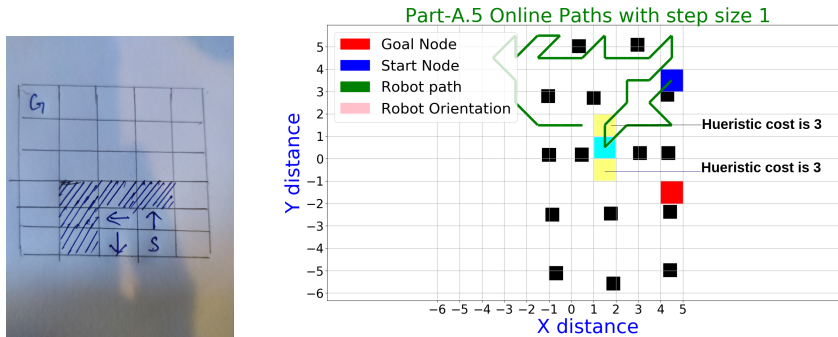 G
← ↑
↓ S
Part-A.5 Online Paths with step size 1
Goal Node
Start Node
Robot path
Robot Orientation
Hueristic cost is 3
Hueristic cost is 3
Y distance
5
4
3
2
1
0
−1
−2
−3
−4
−5
−6
−6 −5 −4 −3 −2 −1 0 1 2 3 4 5
X distance